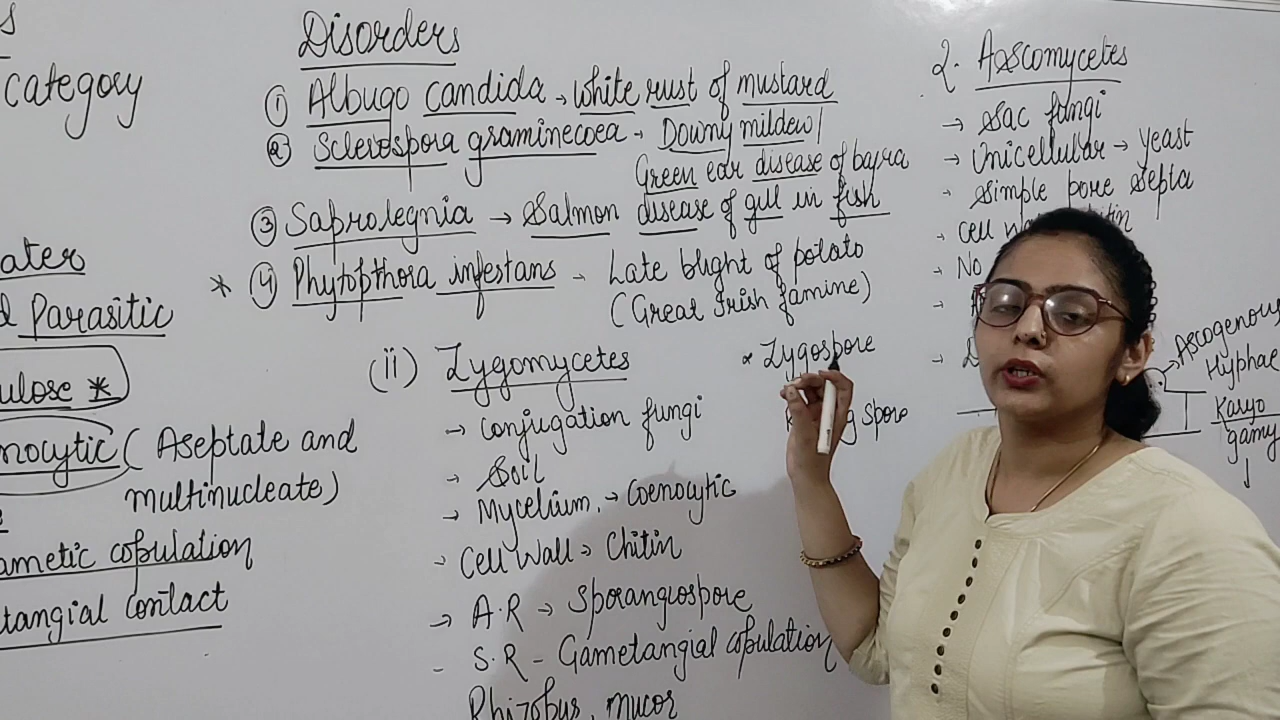 s
category
ater
d Parasitic
ulose *
nocytic (Aseptate and
multinucleate)
ametic copulation
tangial contact
Disorders
① Albugo candida → white rust of mustard
② Sclerospora graminecoea - Downy mildew/
Green ear disease of bajra
③ Saprolegnia → Salmon disease of gill in fish
* ④ Phytopthora infestans - Late blight of potato
(Great Irish famine)
(ii) Zygomycetes
→ conjugation fungi
→ Soil
→ Mycelium. → Coenocytic
→ Cell Wall → Chitin
→ A.R → Sporangiospore
- S.R - Gametangial copulation
Rhizopus, mucor
* Zygospore
g spore
2. Ascomycetes
→ Sac fungi
→ Unicellular → yeast
- Simple pore septa
→ Cell w
→ No
Ascogenous
Hyphae
Karyo
gamy
↓